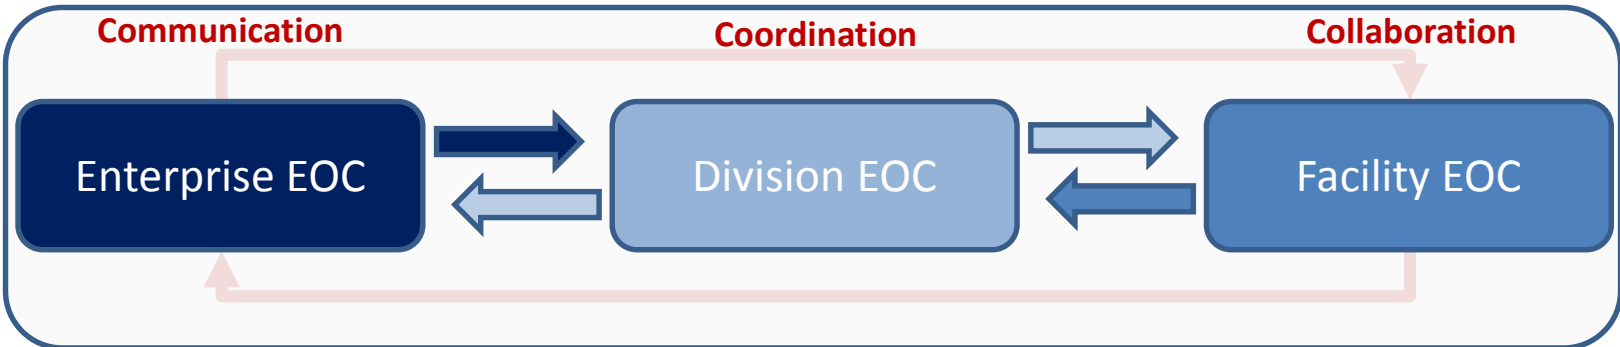 Communication
Coordination
Collaboration
Enterprise EOC
Division EOC
Facility EOC